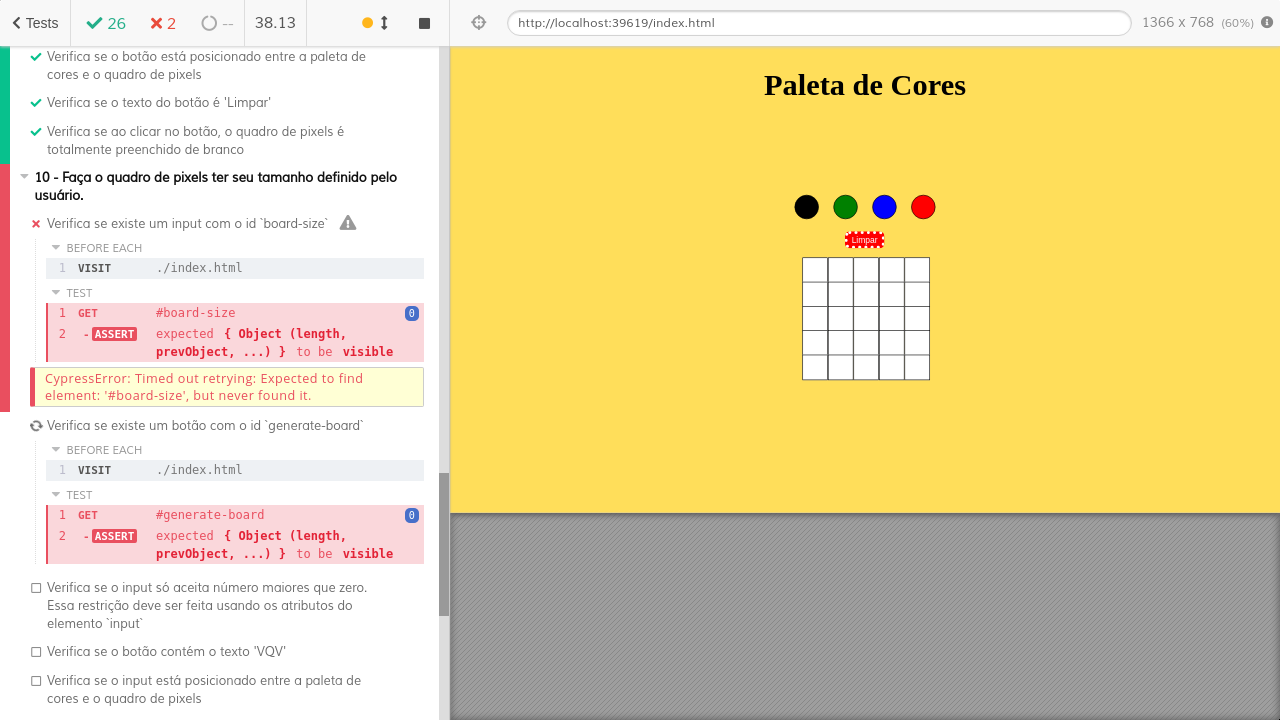 Tests
26
2
--
38.13
http://localhost:39619/index.html
1366 x 768 (60%)
Verifica se o botão está posicionado entre a paleta de
cores e o quadro de pixels
Verifica se o texto do botão é 'Limpar'
Verifica se ao clicar no botão, o quadro de pixels é
totalmente preenchido de branco
10 - Faça o quadro de pixels ter seu tamanho definido pelo
usuário.
Verifica se existe um input com o id `board-size`
BEFORE EACH
1 VISIT ./index.html
TEST
1 GET #board-size 0
2 -ASSERT expected { Object (length,
prevObject, ...) } to be visible
CypressError: Timed out retrying: Expected to find
element: '#board-size', but never found it.
Verifica se existe um botão com o id `generate-board`
BEFORE EACH
1 VISIT ./index.html
TEST
1 GET #generate-board 0
2 -ASSERT expected { Object (length,
prevObject, ...) } to be visible
Verifica se o input só aceita número maiores que zero.
Essa restrição deve ser feita usando os atributos do
elemento `input`
Verifica se o botão contém o texto 'VQV'
Verifica se o input está posicionado entre a paleta de
cores e o quadro de pixels
Paleta de Cores
Limpar